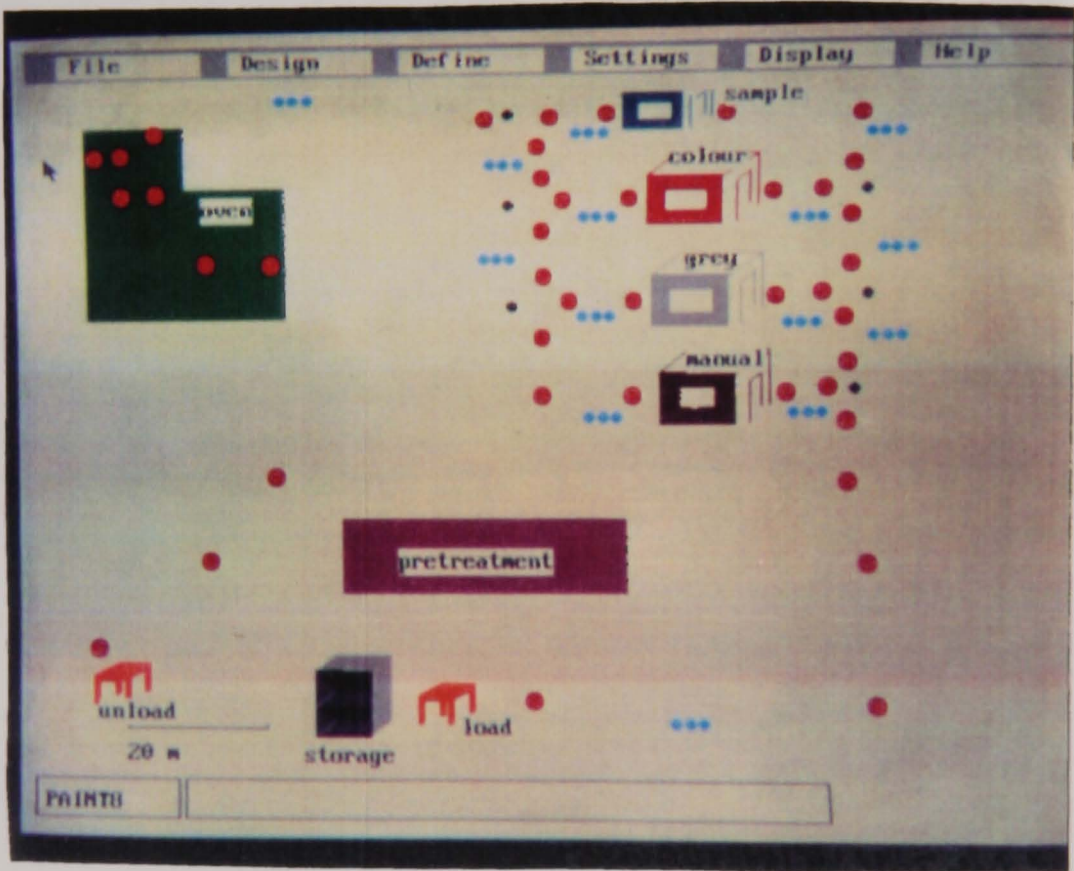 File Design Define Settings Display Help
sample
colour
oven
grey
manual
pretreatment
unload
load
20 m
storage
PAINT8